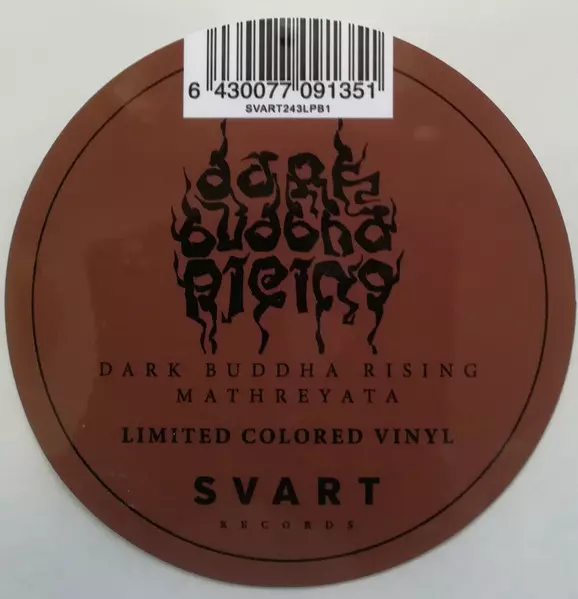 6 430077 091351
SVART243LPB1
DARK
BUDDHA
RISING
DARK BUDDHA RISING
MATHREYATA
LIMITED COLORED VINYL
SVART
RECORDS